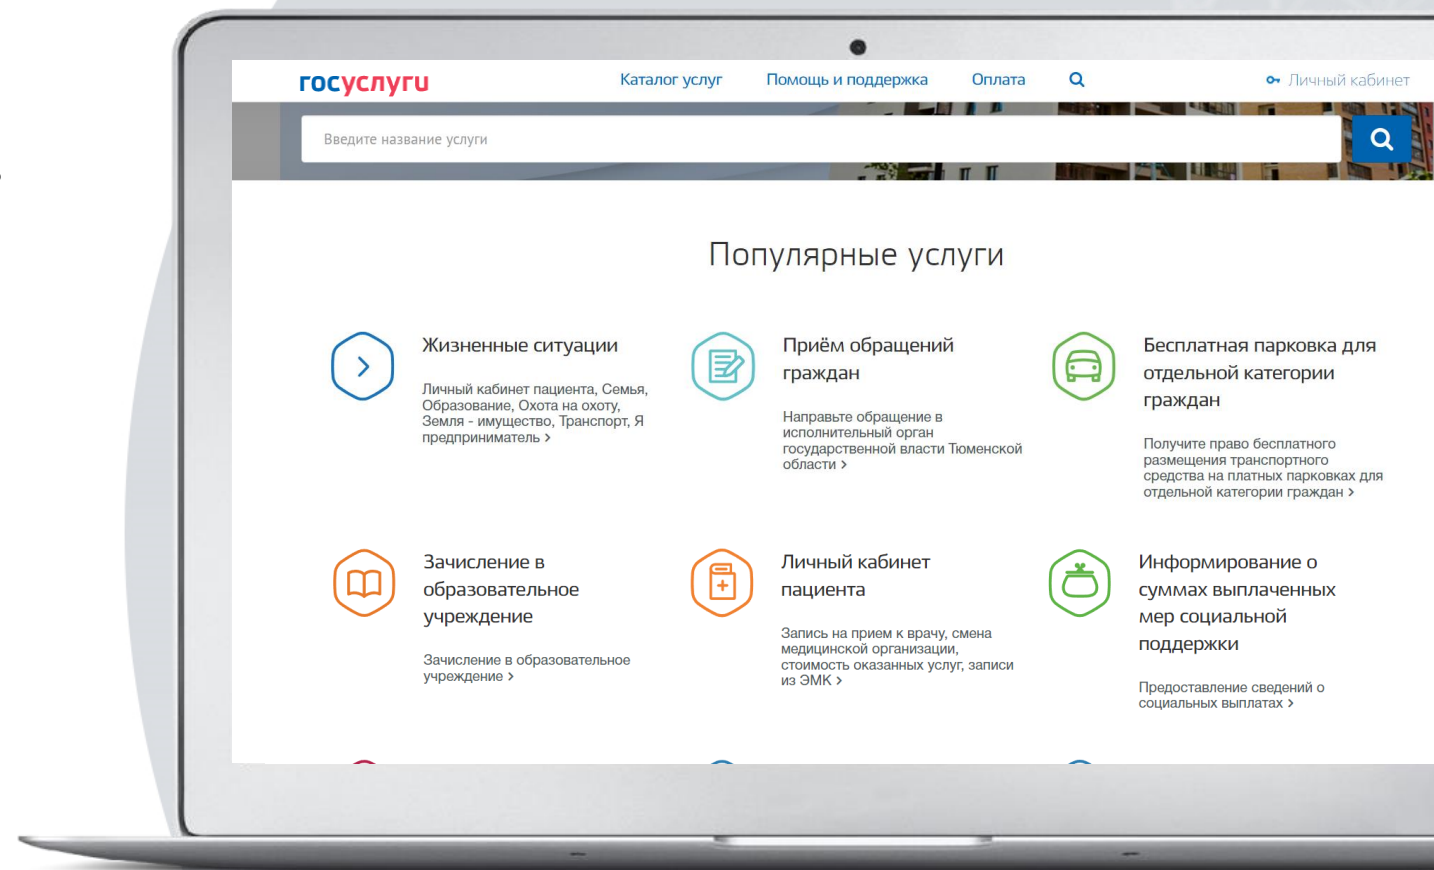 госуслуги
Каталог услуг
Помощь и поддержка
Оплата
Личный кабинет
Введите название услуги
Популярные услуги
Жизненные ситуации
Личный кабинет пациента, Семья,
Образование, Охота на охоту,
Земля - имущество, Транспорт, Я
предприниматель >
Приём обращений
граждан
Направьте обращение в
исполнительный орган
государственной власти Тюменской
области >
Бесплатная парковка для
отдельной категории
граждан
Получите право бесплатного
размещения транспортного
средства на платных парковках для
отдельной категории граждан >
Зачисление в
образовательное
учреждение
Зачисление в образовательное
учреждение >
Личный кабинет
пациента
Запись на прием к врачу, смена
медицинской организации,
стоимость оказанных услуг, записи
из ЭМК >
Информирование о
суммах выплаченных
мер социальной
поддержки
Предоставление сведений о
социальных выплатах >